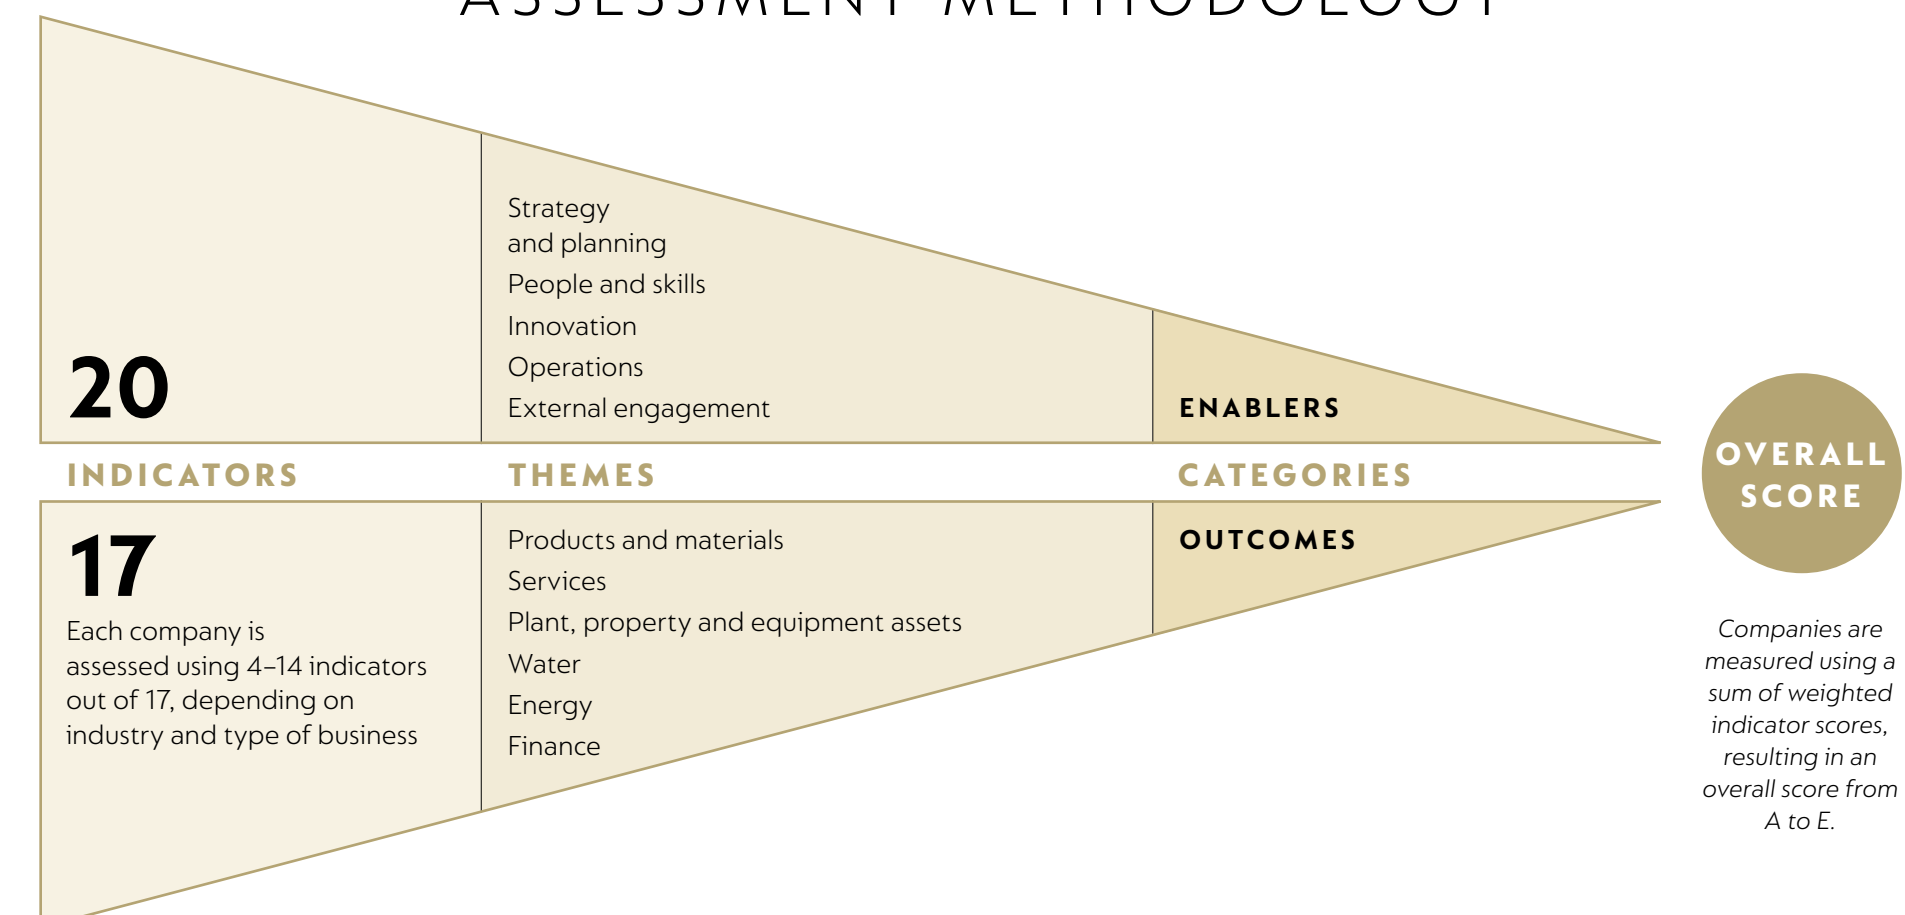 ASSESSMENT METHODOLOGY
20
Strategy
and planning
People and skills
Innovation
Operations
External engagement
ENABLERS
INDICATORS
THEMES
CATEGORIES
17
Each company is
assessed using 4–14 indicators
out of 17, depending on
industry and type of business
Products and materials
Services
Plant, property and equipment assets
Water
Energy
Finance
OUTCOMES
OVERALL
SCORE
Companies are
measured using a
sum of weighted
indicator scores,
resulting in an
overall score from
A to E.